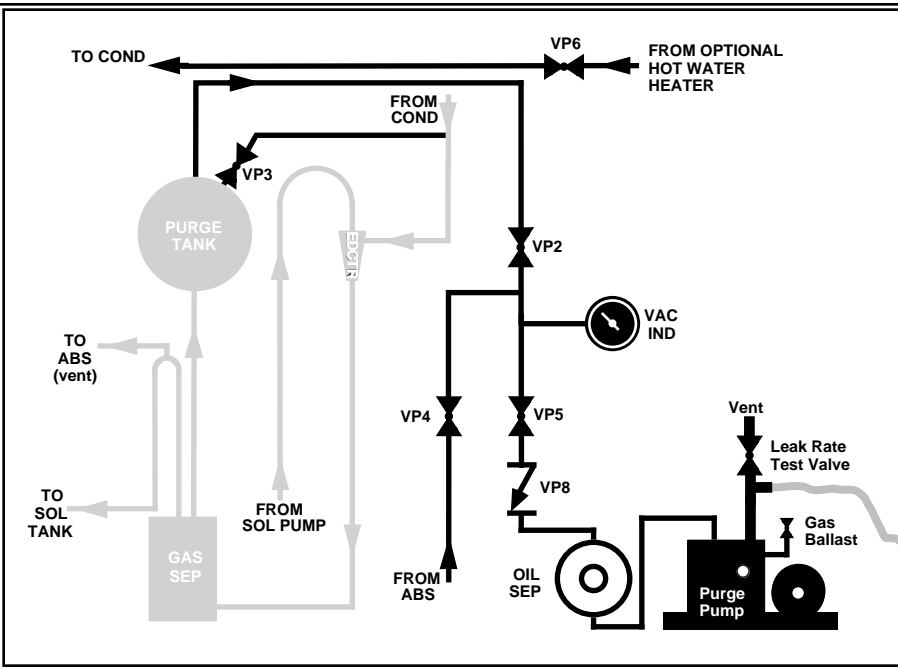 TO COND
VP6
FROM OPTIONAL
HOT WATER
HEATER
FROM
COND
VP3
PURGE
TANK
EDCTR
VP2
VAC
IND
TO
ABS
(vent)
VP4
VP5
Vent
Leak Rate
Test Valve
VP8
TO
SOL
TANK
FROM
SOL PUMP
Gas
Ballast
GAS
SEP
FROM
ABS
OIL
SEP
Purge
Pump